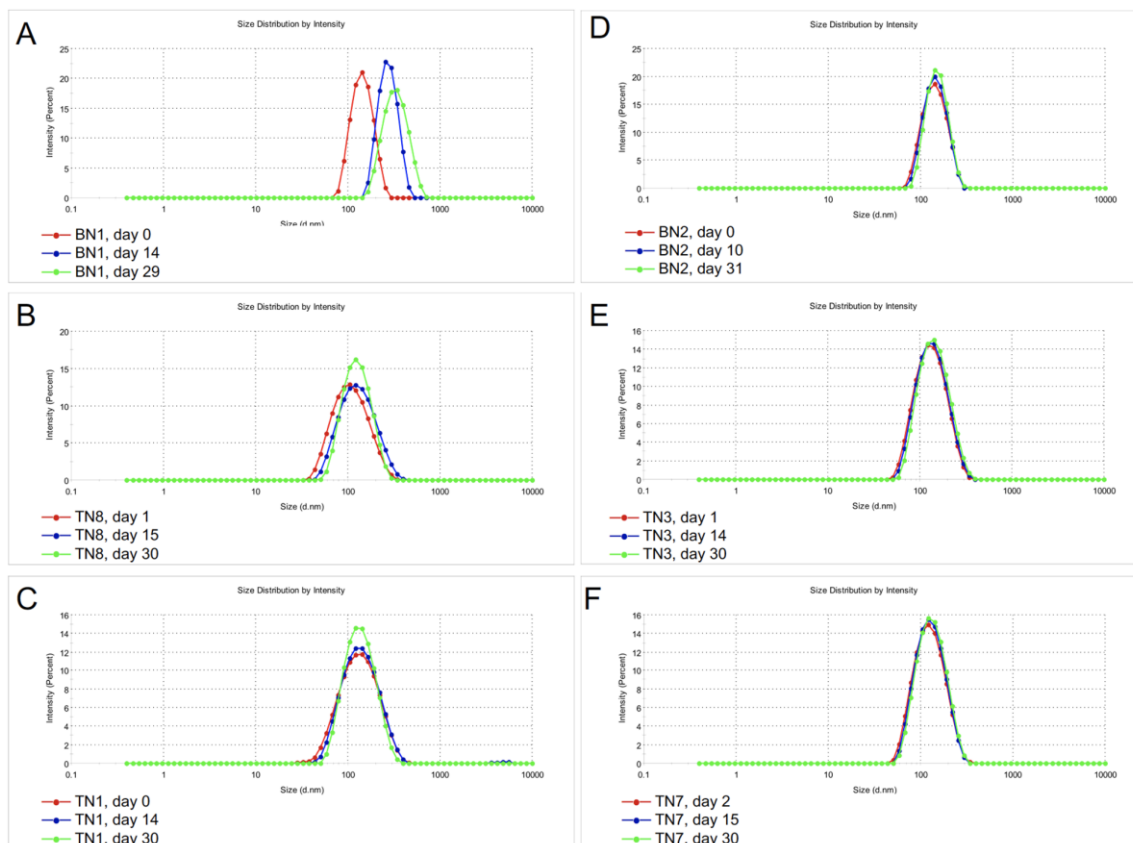 A
Size Distribution by Intensity
Intensity (Percent)
25
20
15
10
5
0
0.1 1 10 100 1000 10000
Size (d.nm)
BN1, day 0
BN1, day 14
BN1, day 29
D
Size Distribution by Intensity
Intensity (Percent)
25
20
15
10
5
0
0.1 1 10 100 1000 10000
Size (d.nm)
BN2, day 0
BN2, day 10
BN2, day 31
B
Size Distribution by Intensity
Intensity (Percent)
20
15
10
5
0
0.1 1 10 100 1000 10000
Size (d.nm)
TN8, day 1
TN8, day 15
TN8, day 30
E
Size Distribution by Intensity
Intensity (Percent)
16
14
12
10
8
6
4
2
0
0.1 1 10 100 1000 10000
Size (d.nm)
TN3, day 1
TN3, day 14
TN3, day 30
C
Size Distribution by Intensity
Intensity (Percent)
16
14
12
10
8
6
4
2
0
0.1 1 10 100 1000 10000
Size (d.nm)
TN1, day 0
TN1, day 14
TN1, day 30
F
Size Distribution by Intensity
Intensity (Percent)
16
14
12
10
8
6
4
2
0
0.1 1 10 100 1000 10000
Size (d.nm)
TN7, day 2
TN7, day 15
TN7, day 30